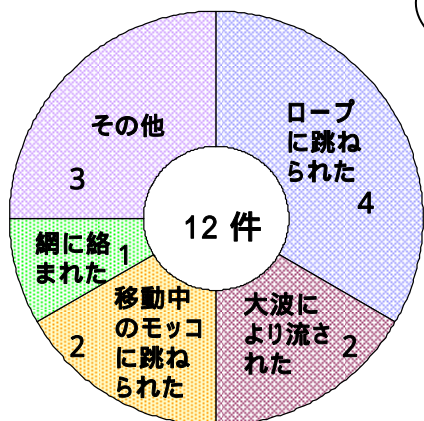 ロープ
に跳ね
られた
4
大波に
より流さ
れた
2
移動中
のモッコ
に跳ね
られた
2
網に絡
まれた
1
その他
3
12件